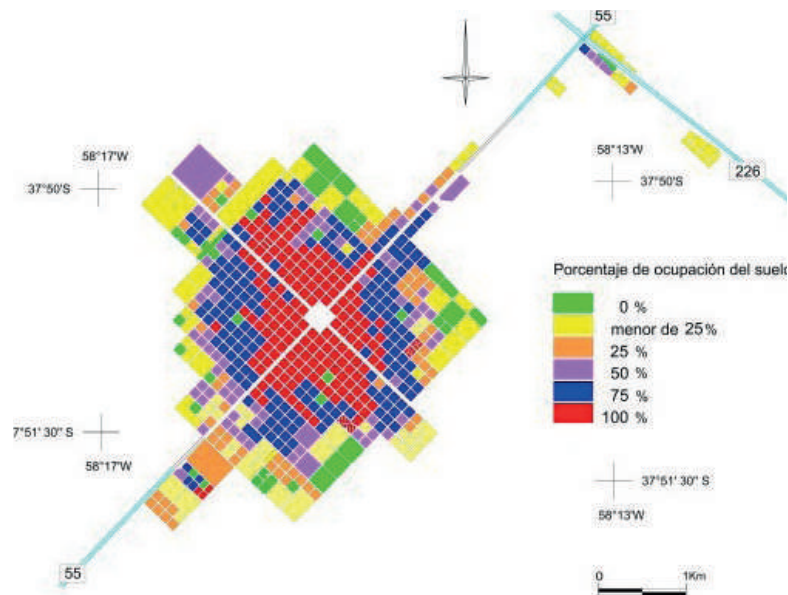 55
58°17'W
37°50'S
58°13'W
37°50'S
226
Porcentaje de ocupación del suelo
0 %
menor de 25%
25 %
50 %
75 %
100 %
7°51' 30" S
58°17'W
37°51' 30" S
58°13'W
55
0 1Km